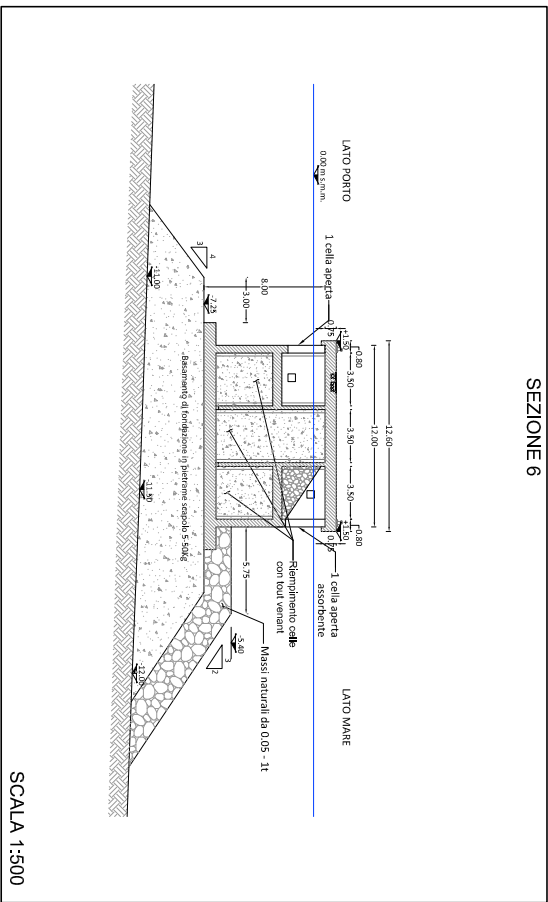 SEZIONE 6
12.60
12.00
0.80
3.50
3.50
3.50
0.80
+1.50
+1.50
0.75
0.75
LATO PORTO
LATO MARE
0.00 m s.m.m.
1 cella aperta
1 cella aperta
assorbente
8.00
3.00
-7.25
3
4
-11.00
-11.50
-12.00
Riempimento celle
con tout venant
5.75
-5.40
3
2
Massi naturali da 0.05 - 1t
Basamento di fondazione in pietrame scapolo 5-50Kg
SCALA 1:500